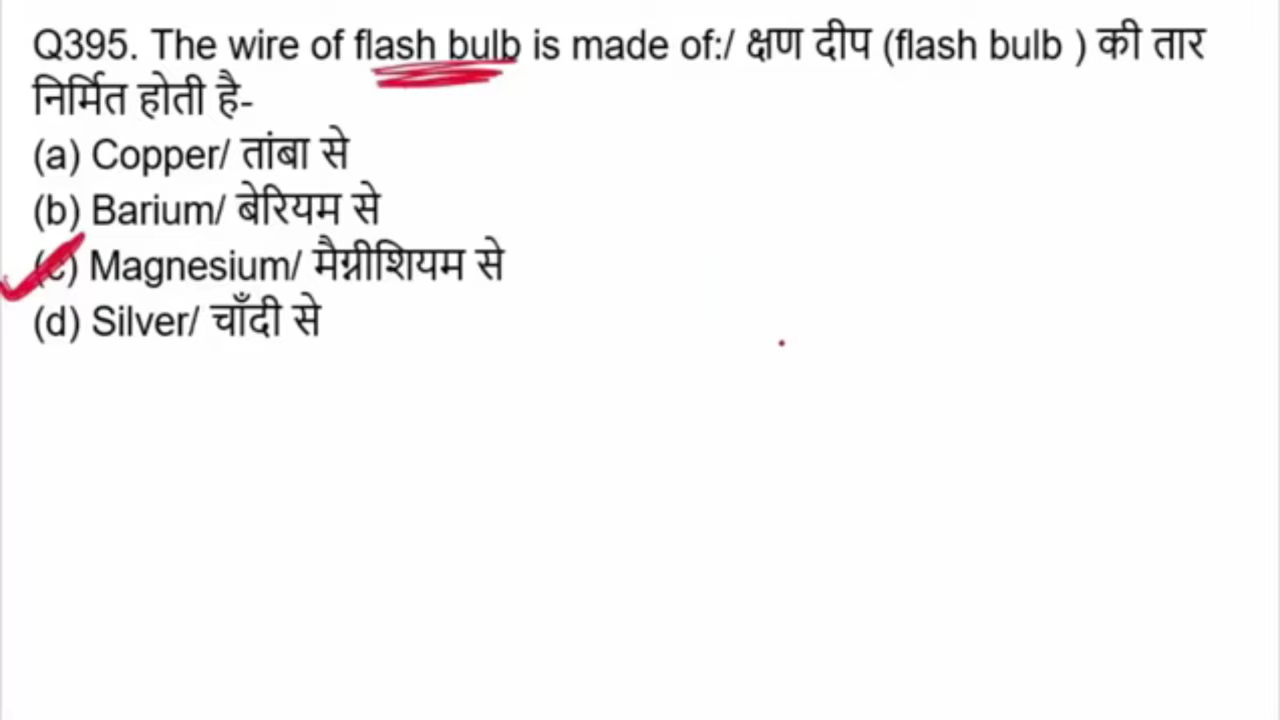 Q395. The wire of flash bulb is made of:/ क्षण दीप (flash bulb ) की तार
निर्मित होती है-
(a) Copper/ तांबा से
(b) Barium/ बेरियम से
(c) Magnesium/ मैग्नीशियम से
(d) Silver/ चाँदी से